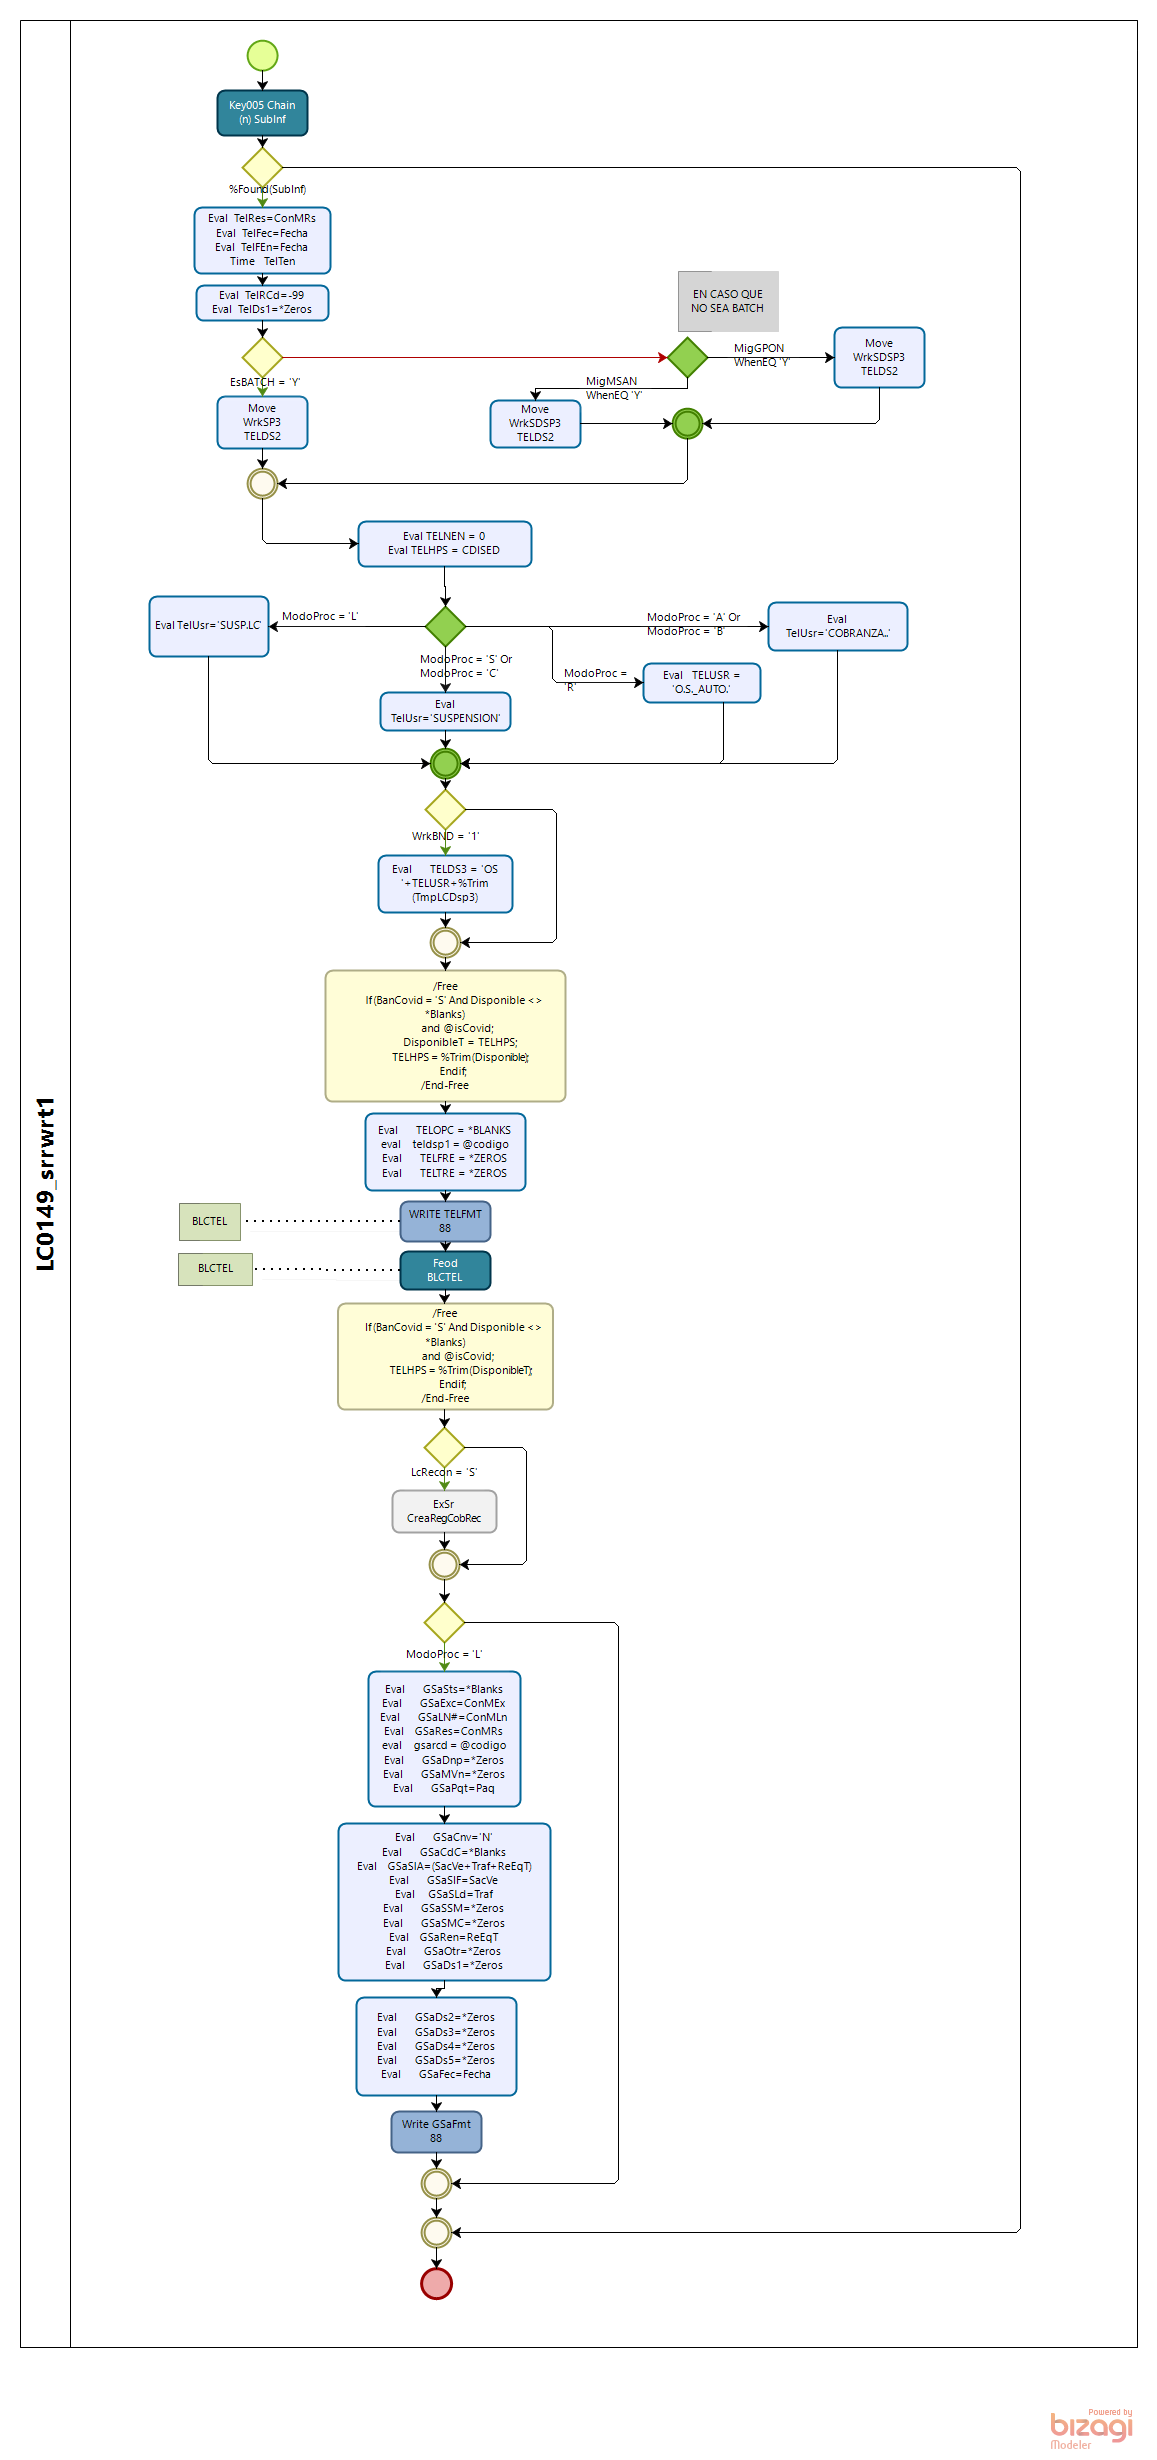 LC0149_srrwrt1
Key005 Chain
(n) SubInf
%Found(SubInf)
Eval  TelRes=ConMRs
Eval  TelFec=Fecha
Eval  TelFEn=Fecha
Time   TelTen
Eval  TelRCd=-99
Eval  TelDs1=*Zeros
EsBATCH = 'Y'
Move
WrkSP3
TELDS2
EN CASO QUE
NO SEA BATCH
MigGPON
WhenEQ 'Y'
Move
WrkSDSP3
TELDS2
MigMSAN
WhenEQ 'Y'
Move
WrkSDSP3
TELDS2
Eval TELNEN = 0
Eval TELHPS = CDISED
ModoProc = 'L'
Eval TelUsr='SUSP.LC'
ModoProc = 'S' Or
ModoProc = 'C'
Eval
TelUsr='SUSPENSION'
ModoProc = 'A' Or
ModoProc = 'B'
Eval
TelUsr='COBRANZA..'
ModoProc =
'R'
Eval   TELUSR =
'O.S._AUTO.'
WrkBND = '1'
Eval      TELDS3 = 'OS
'+TELUSR+%Trim
(TmpLCDsp3)
/Free
If (BanCovid = 'S' And Disponible <>
*Blanks)
and @isCovid;
DisponibleT = TELHPS;
TELHPS = %Trim(Disponible);
Endif;
/End-Free
Eval      TELOPC = *BLANKS
eval    teldsp1 = @codigo
Eval      TELFRE = *ZEROS
Eval      TELTRE = *ZEROS
BLCTEL
WRITE TELFMT
88
BLCTEL
Feod
BLCTEL
/Free
If (BanCovid = 'S' And Disponible <>
*Blanks)
and @isCovid;
TELHPS = %Trim(DisponibleT);
Endif;
/End-Free
LcRecon = 'S'
ExSr
CreaRegCobRec
ModoProc = 'L'
Eval      GSaSts=*Blanks
Eval      GSaExc=ConMEx
Eval      GSaLN#=ConMLn
Eval    GSaRes=ConMRs
eval    gsarcd = @codigo
Eval      GSaDnp=*Zeros
Eval      GSaMVn=*Zeros
Eval      GSaPqt=Paq
Eval      GSaCnv='N'
Eval      GSaCdC=*Blanks
Eval    GSaSIA=(SacVe+Traf+ReEqT)
Eval      GSaSIF=SacVe
Eval     GSaSLd=Traf
Eval      GSaSSM=*Zeros
Eval      GSaSMC=*Zeros
Eval    GSaRen=ReEqT
Eval      GSaOtr=*Zeros
Eval      GSaDs1=*Zeros
Eval      GSaDs2=*Zeros
Eval      GSaDs3=*Zeros
Eval      GSaDs4=*Zeros
Eval      GSaDs5=*Zeros
Eval      GSaFec=Fecha
Write GSaFmt
88
Powered by
bizagi
Modeler